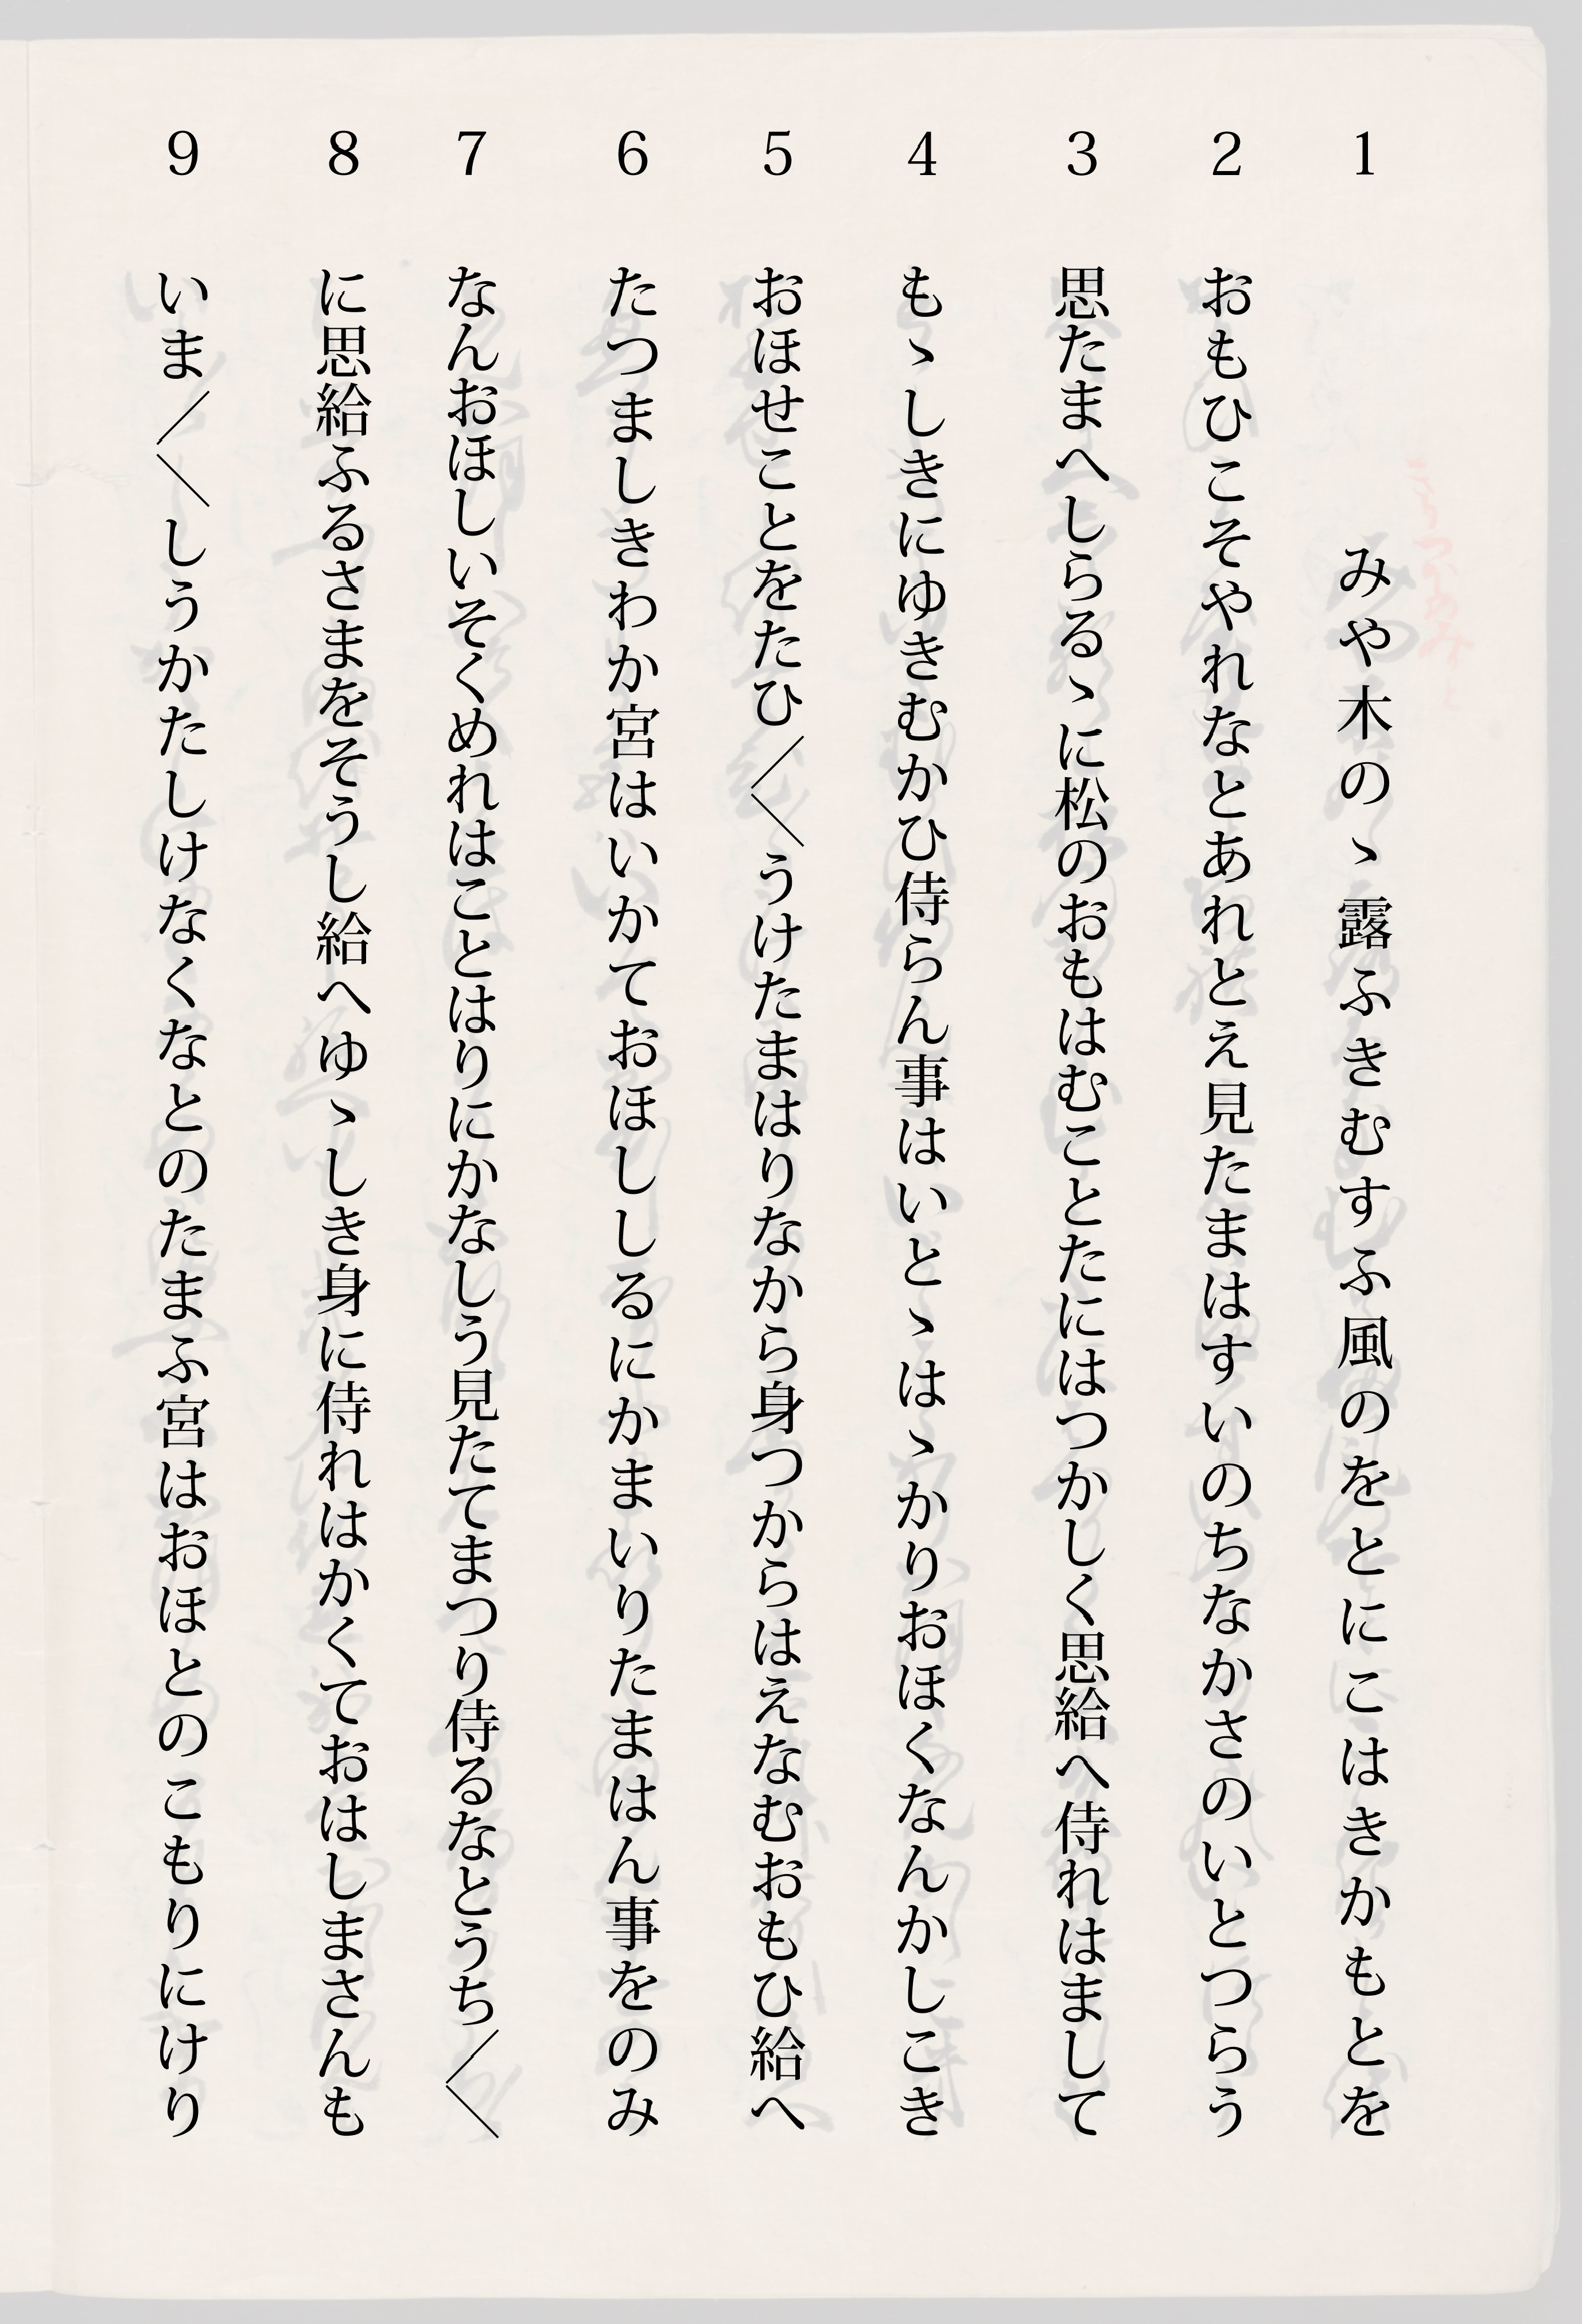 1 みや木のゝ露ふきむすふ風のをとにこはきかもとを
2 おもひこそやれなとあれとえ見たまはすいのちなかさのいとつらう
3 思たまへしらるゝに松のおもはむことたにはつかしく思給へ侍れはまして
4 もゝしきにゆきむかひ侍らん事はいとゝはゝかりおほくなんかしこき
5 おほせことをたひ〳〵うけたまはりなから身つからはえなむおもひ給へ
6 たつましきわか宮はいかておほししるにかまいりたまはん事をのみ
7 なんおほしいそくめれはことはりにかなしう見たてまつり侍るなとうち〳〵
8 に思給ふるさまをそうし給へゆゝしき身に侍れはかくておはしまさんも
9 いま〳〵しうかたしけなくなとのたまふ宮はおほとのこもりにけり